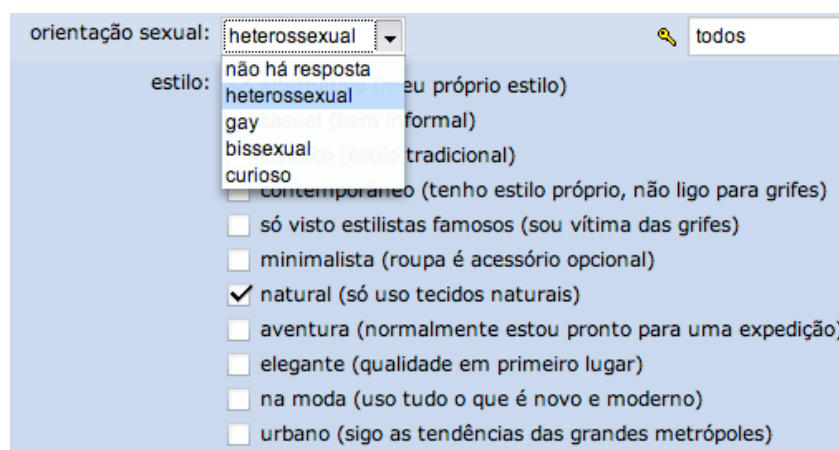 orientação sexual: heterossexual todos
não há resposta
estilo: heterossexual eu próprio estilo)
gay formal)
bissexual tradicional)
curioso
contemporâneo (tenho estilo próprio, não ligo para grifes)
só visto estilistas famosos (sou vítima das grifes)
minimalista (roupa é acessório opcional)
natural (só uso tecidos naturais)
aventura (normalmente estou pronto para uma expedição)
elegante (qualidade em primeiro lugar)
na moda (uso tudo o que é novo e moderno)
urbano (sigo as tendências das grandes metrópoles)